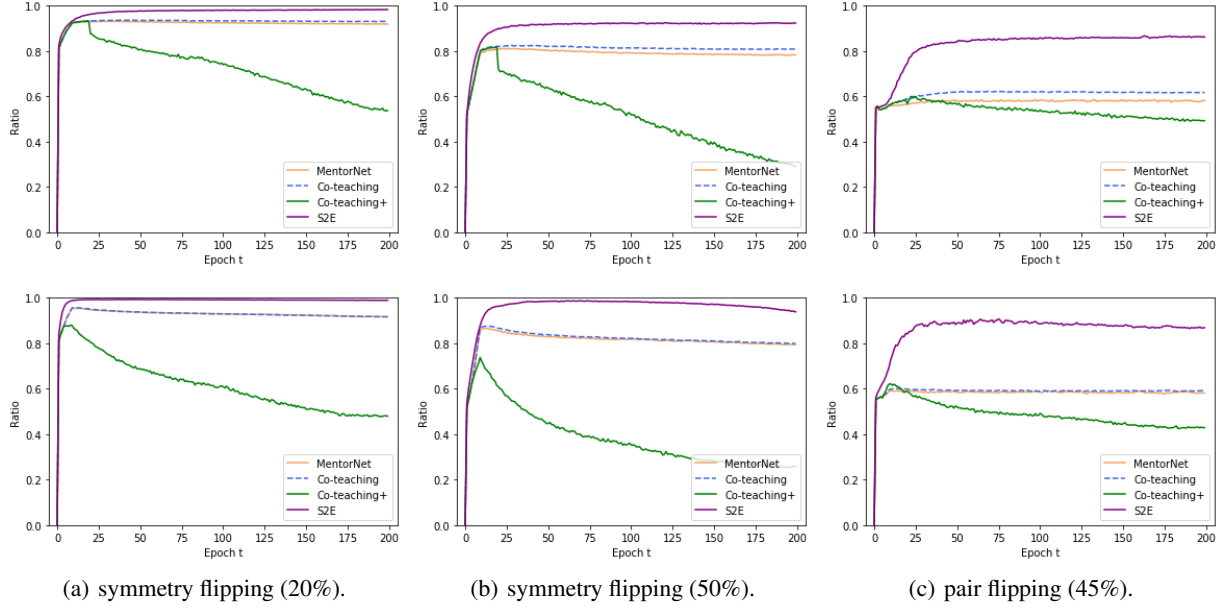 1.0
0.8
0.6
0.4
0.2
0.0
Ratio
0 25 50 75 100 125 150 175 200
Epoch t
MentorNet
Co-teaching
Co-teaching+
S2E
1.0
0.8
0.6
0.4
0.2
0.0
Ratio
0 25 50 75 100 125 150 175 200
Epoch t
MentorNet
Co-teaching
Co-teaching+
S2E
1.0
0.8
0.6
0.4
0.2
0.0
Ratio
0 25 50 75 100 125 150 175 200
Epoch t
MentorNet
Co-teaching
Co-teaching+
S2E
1.0
0.8
0.6
0.4
0.2
0.0
Ratio
0 25 50 75 100 125 150 175 200
Epoch t
MentorNet
Co-teaching
Co-teaching+
S2E
1.0
0.8
0.6
0.4
0.2
0.0
Ratio
0 25 50 75 100 125 150 175 200
Epoch t
MentorNet
Co-teaching
Co-teaching+
S2E
1.0
0.8
0.6
0.4
0.2
0.0
Ratio
0 25 50 75 100 125 150 175 200
Epoch t
MentorNet
Co-teaching
Co-teaching+
S2E
(a) symmetry flipping (20%).
(b) symmetry flipping (50%).
(c) pair flipping (45%).